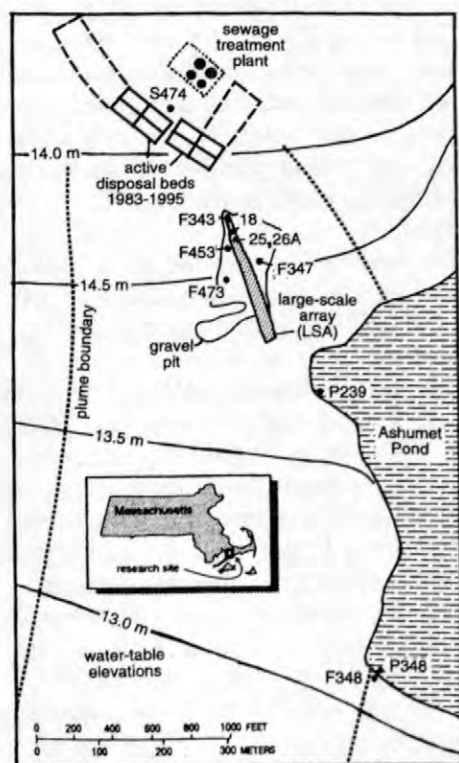 sewage
treatment
plant
S474
14.0 m
active
disposal beds
1983-1995
F343
18
25,26A
F453
F347
14.5 m
F473
large-scale
array
(LSA)
gravel
pit
plume boundary
P239
Ashumet
Pond
13.5 m
Massachusetts
research site
13.0 m
water-table
elevations
P348
F348
0 200 400 600 800 1000 FEET
0 100 200 300 METERS